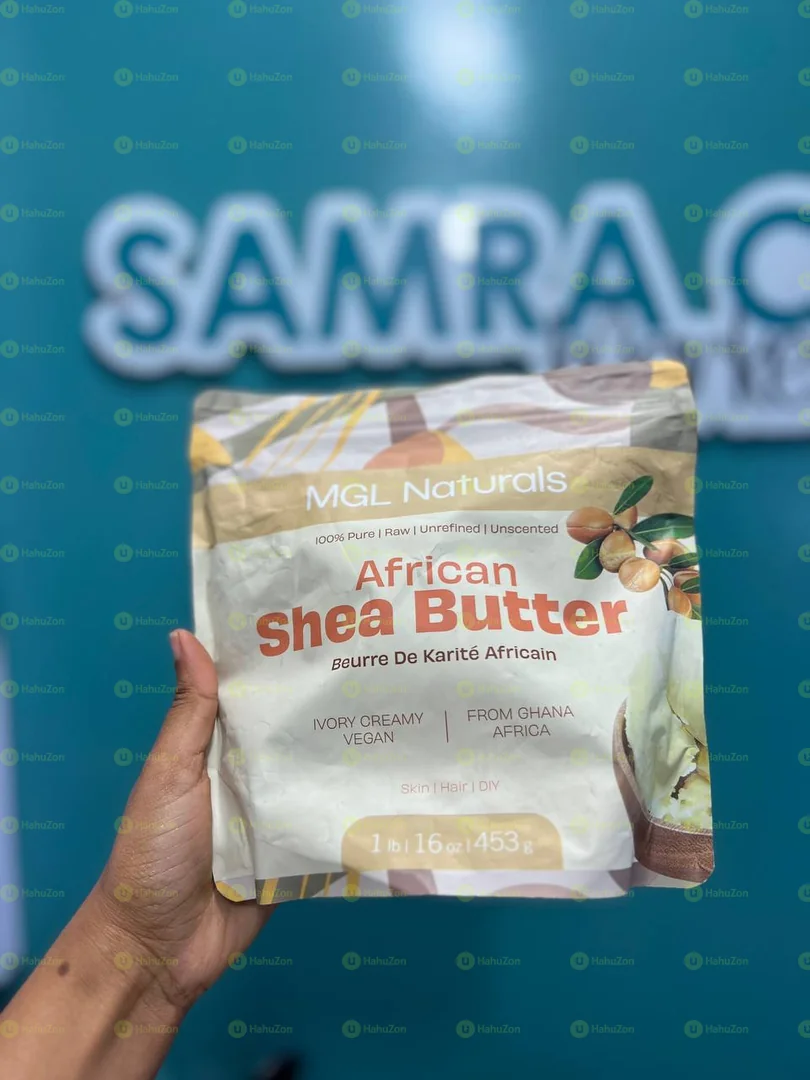 SAMRA C
MGL Naturals
100% Pure | Raw | Unrefined | Unscented
African
Shea Butter
Beurre De Karité Africain
IVORY CREAMY
VEGAN
FROM GHANA
AFRICA
Skin | Hair | DIY
1 lb | 16 oz | 453 g
HahuZon